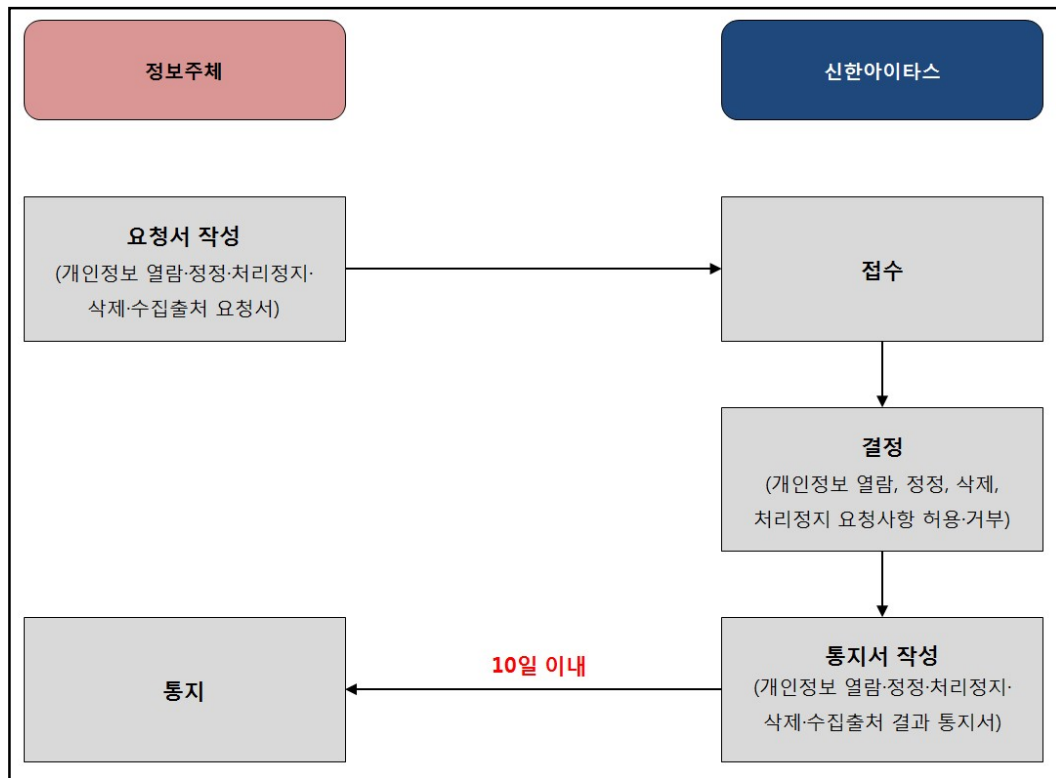 정보주체
신한아이타스
요청서 작성
(개인정보 열람·정정·처리정지·
삭제·수집출처 요청서)
접수
결정
(개인정보 열람, 정정, 삭제,
처리정지 요청사항 허용·거부)
통지
10일 이내
통지서 작성
(개인정보 열람·정정·처리정지·
삭제·수집출처 결과 통지서)